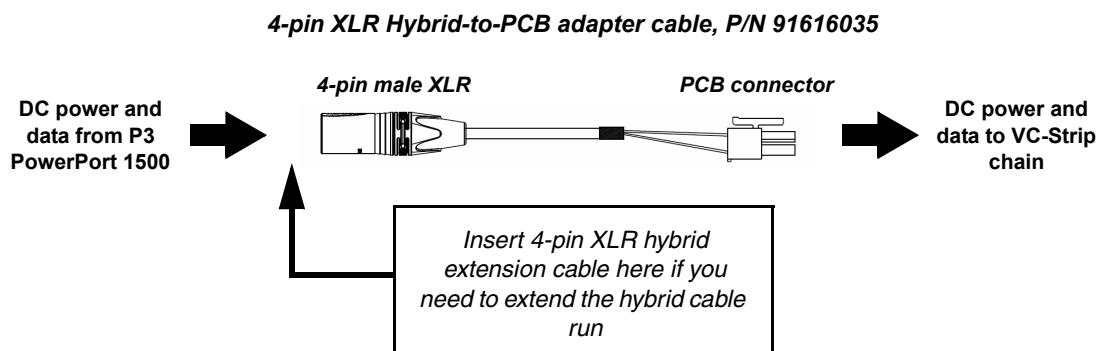 4-pin XLR Hybrid-to-PCB adapter cable, P/N 91616035
4-pin male XLR
PCB connector
DC power and
data from P3
PowerPort 1500
DC power and
data to VC-Strip
chain
Insert 4-pin XLR hybrid
extension cable here if you
need to extend the hybrid cable
run